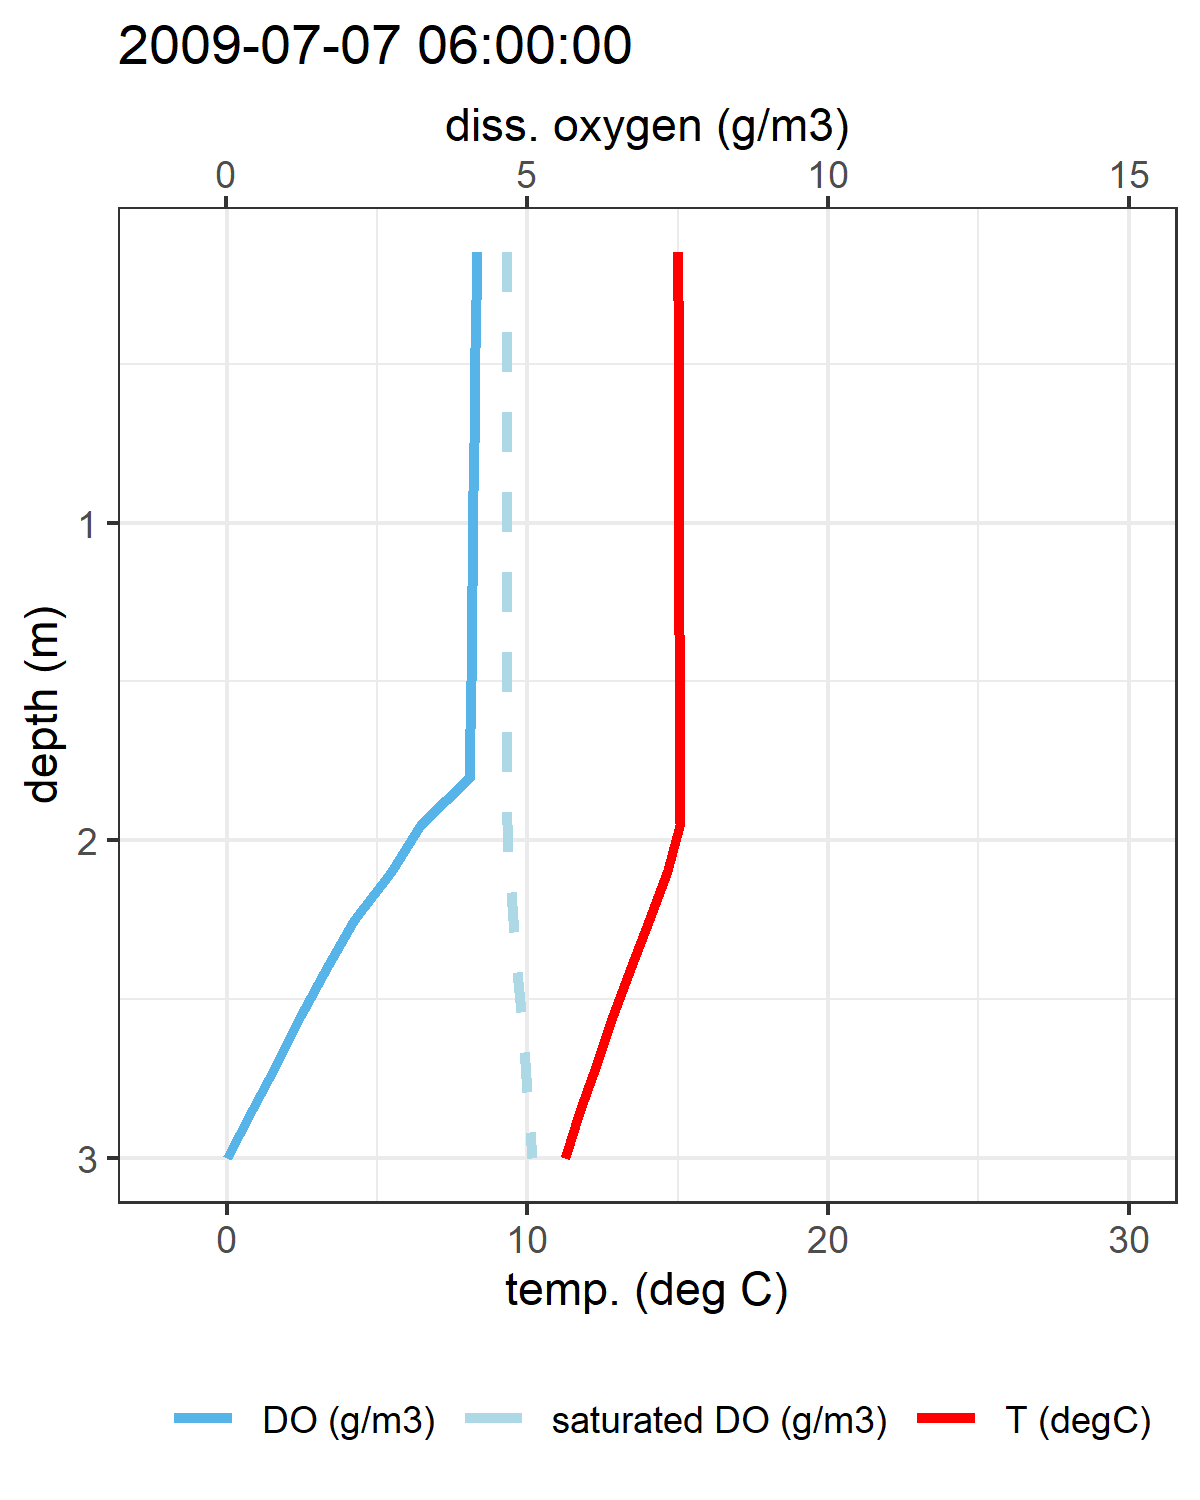 2009-07-07 06:00:00
diss. oxygen (g/m3)
0 5 10 15
depth (m)
1
2
3
0 10 20 30
temp. (deg C)
DO (g/m3) saturated DO (g/m3) T (degC)